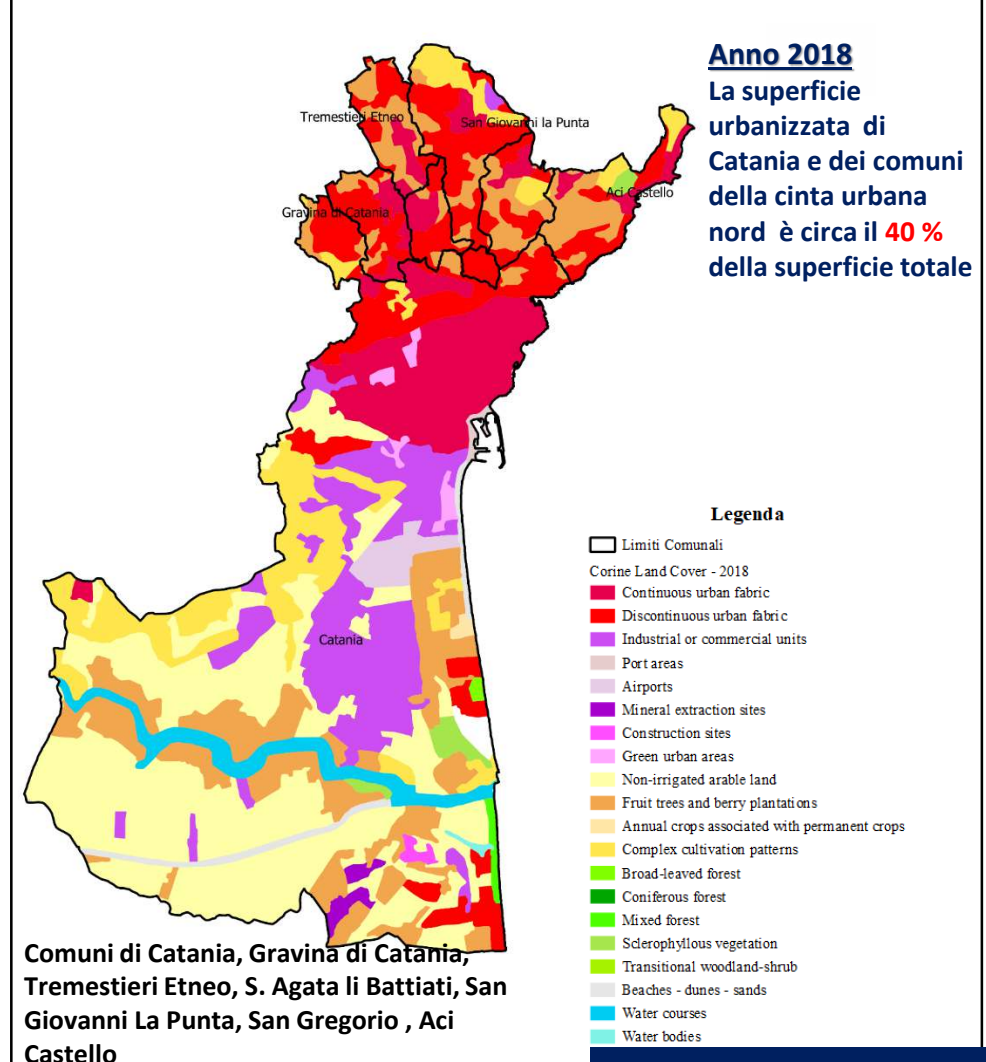 Anno 2018
La superficie
urbanizzata di
Catania e dei comuni
della cinta urbana
nord è circa il 40 %
della superficie totale
Tremestieri Etneo
San Giovanni la Punta
Aci Castello
Gravina di Catania
Catania
Legenda
Limiti Comunali
Corine Land Cover - 2018
Continuous urban fabric
Discontinuous urban fabric
Industrial or commercial units
Port areas
Airports
Mineral extraction sites
Construction sites
Green urban areas
Non-irrigated arable land
Fruit trees and berry plantations
Annual crops associated with permanent crops
Complex cultivation patterns
Broad-leaved forest
Coniferous forest
Mixed forest
Sclerophyllous vegetation
Transitional woodland-shrub
Beaches - dunes - sands
Water courses
Water bodies
Comuni di Catania, Gravina di Catania,
Tremestieri Etneo, S. Agata li Battiati, San
Giovanni La Punta, San Gregorio , Aci
Castello